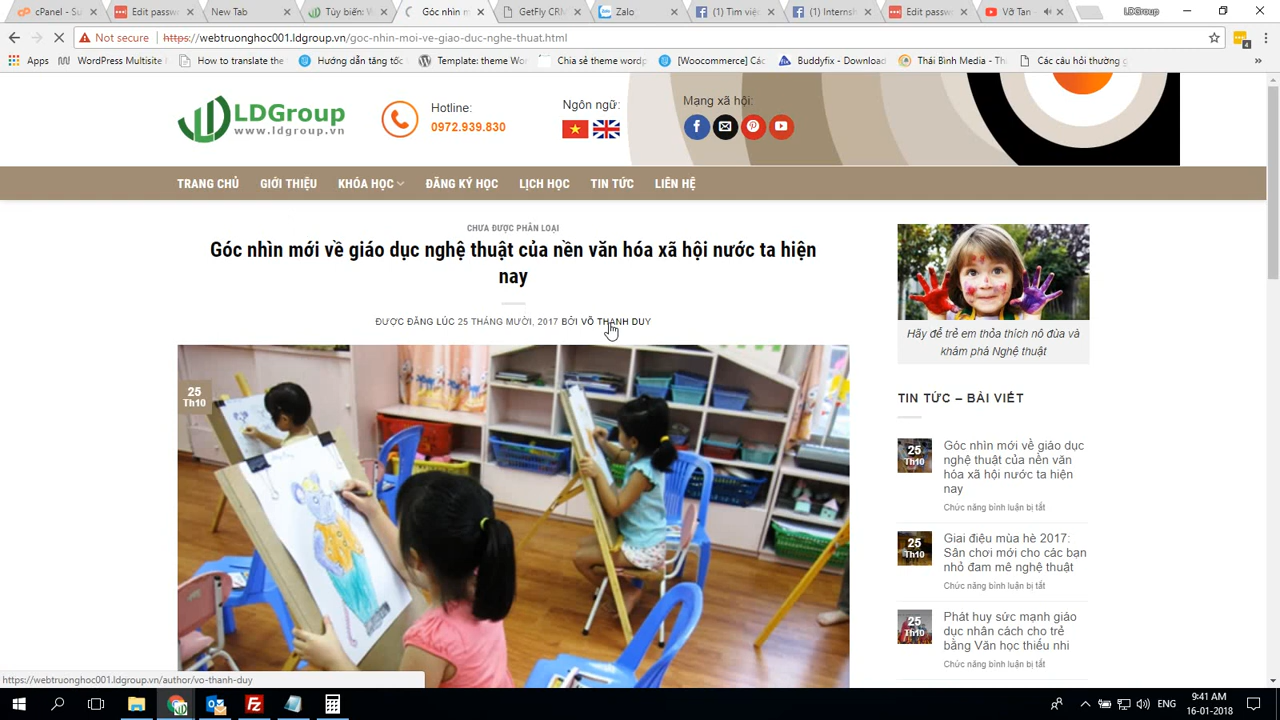 cPanel - Su
Edit passw
New Tab
Tùy biến: W
Góc nhìn m
GetFly CRM
Zalo
(1) Tìm việ
(1) Internsh
Edit passw
Vỡ Tan
LDGroup
Not secure
https://webtruonghoc001.ldgroup.vn/goc-nhin-moi-ve-giao-duc-nghe-thuat.html
4
Apps
WordPress Multisite
How to translate the
Hướng dẫn tăng tốc
Template: theme Wor
Chia sẻ theme wordp
[Woocommerce] Các
Buddyfix - Download
Thái Bình Media - Th
Các câu hỏi thường g
»
LDGroup
www.ldgroup.vn
Hotline:
0972.939.830
Ngôn ngữ:
Mạng xã hội:
TRANG CHỦ
GIỚI THIỆU
KHÓA HỌC
ĐĂNG KÝ HỌC
LỊCH HỌC
TIN TỨC
LIÊN HỆ
CHƯA ĐƯỢC PHÂN LOẠI
Góc nhìn mới về giáo dục nghệ thuật của nền văn hóa xã hội nước ta hiện
nay
ĐƯỢC ĐĂNG LÚC 25 THÁNG MƯỜI, 2017 BỞI VÕ THANH DUY
25
Th10
Hãy để trẻ em thỏa thích nô đùa và
khám phá Nghệ thuật
TIN TỨC – BÀI VIẾT
25
Th10
Góc nhìn mới về giáo dục
nghệ thuật của nền văn
hóa xã hội nước ta hiện
nay
Chức năng bình luận bị tắt
25
Th10
Giai điệu mùa hè 2017:
Sân chơi mới cho các bạn
nhỏ đam mê nghệ thuật
Chức năng bình luận bị tắt
25
Th10
Phát huy sức mạnh giáo
dục nhân cách cho trẻ
bằng Văn học thiếu nhi
Chức năng bình luận bị tắt
https://webtruonghoc001.ldgroup.vn/author/vo-thanh-duy
ENG
9:41 AM
16-01-2018